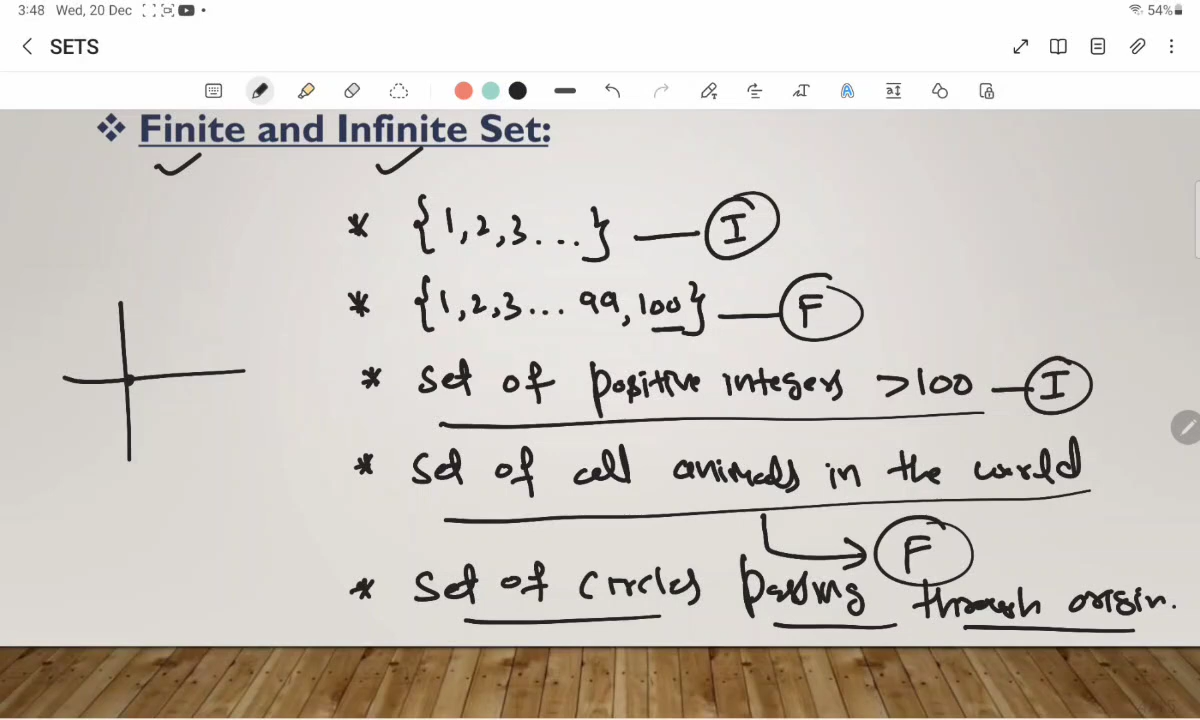 3:48 Wed, 20 Dec 54%
SETS
❖ Finite and Infinite Set:
* {1,2,3...} — I
* {1,2,3... 99,100} — F
* set of positive integers >100 — I
* set of all animals in the world
F
* set of circles passing through origin.